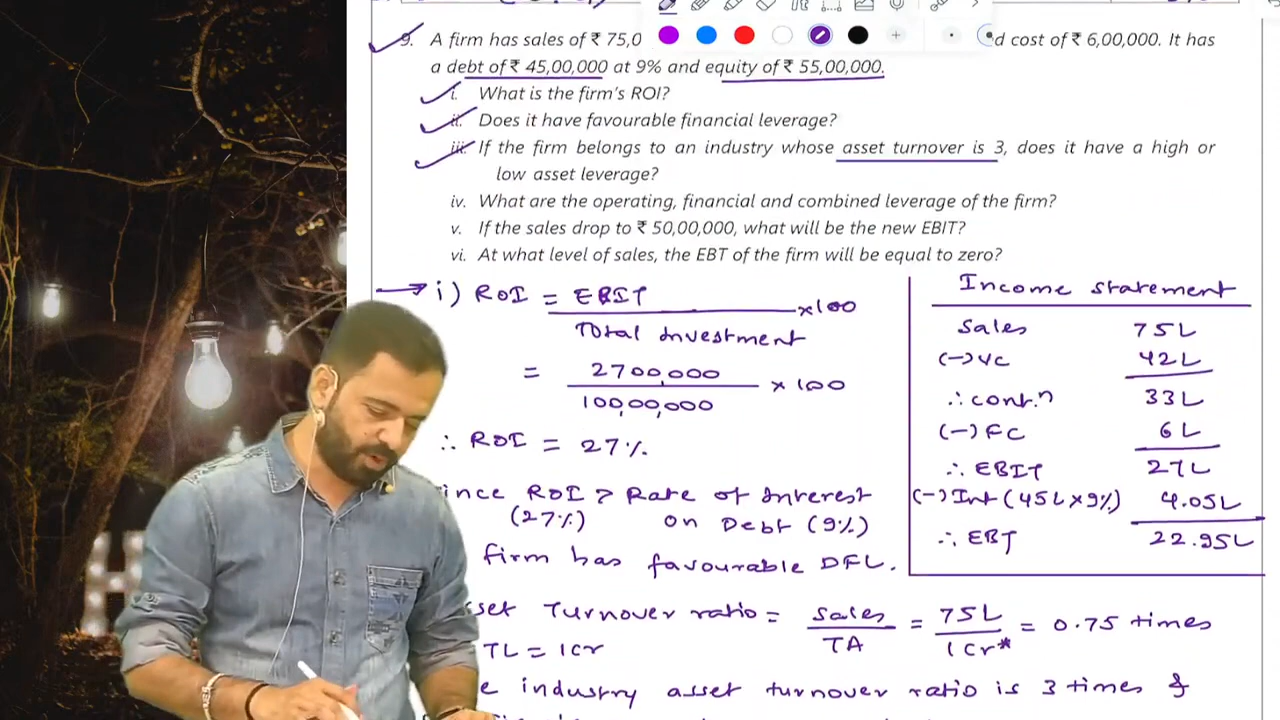 9. A firm has sales of ₹ 75,0 d cost of ₹ 6,00,000. It has
a debt of ₹ 45,00,000 at 9% and equity of ₹ 55,00,000.
i. What is the firm's ROI?
ii. Does it have favourable financial leverage?
iii. If the firm belongs to an industry whose asset turnover is 3, does it have a high or
low asset leverage?
iv. What are the operating, financial and combined leverage of the firm?
v. If the sales drop to ₹ 50,00,000, what will be the new EBIT?
vi. At what level of sales, the EBT of the firm will be equal to zero?
i) ROI = EBIT x100
Total Investment
= 2700,000 x 100
100,00,000
∴ ROI = 27%
ince ROI > Rate of Interest
(27%) on Debt (9%)
firm has favourable DFL.
Income statement
Sales 75L
(-) VC 42L
∴ contn 33L
(-) FC 6L
∴ EBIT 27L
(-) Int (45L x 9%) 4.05L
∴ EBT 22.95L
sset Turnover ratio = Sales = 75L = 0.75 times
TA 1Cr*
TL = 1Cr
e industry asset turnover ratio is 3 times &